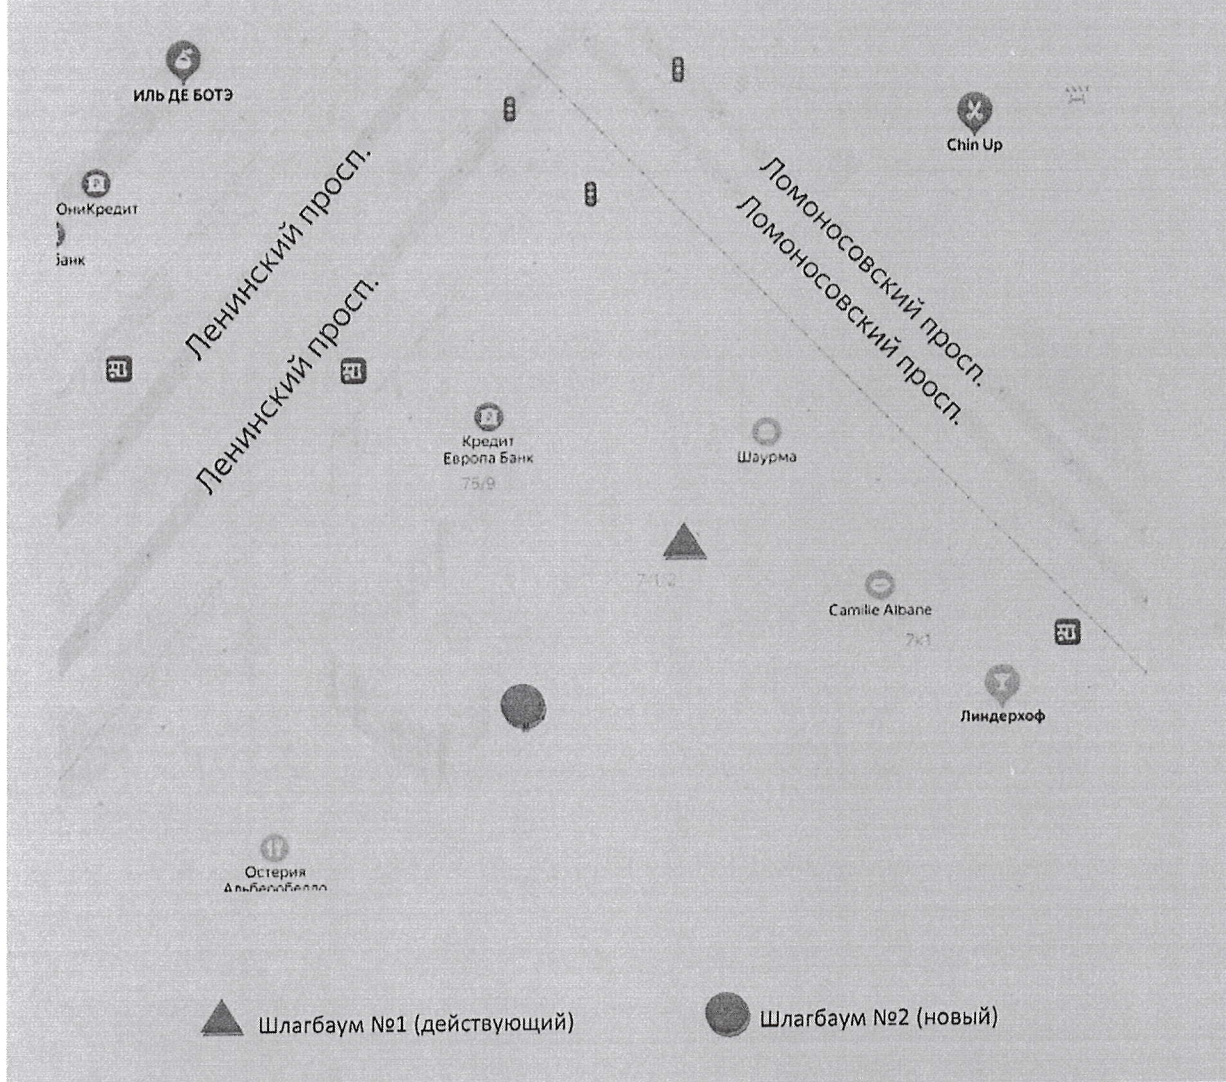 ИЛЬ ДЕ БОТЭ
Chin Up
ОниКредит
Банк
Ленинский просп.
Ленинский просп.
Ломоносовский просп.
Ломоносовский просп.
Кредит
Европа Банк
75/9
Шаурма
Camille Albane
7к1
Линдерхоф
Остерия
Альберобелло
Шлагбаум №1 (действующий)
Шлагбаум №2 (новый)